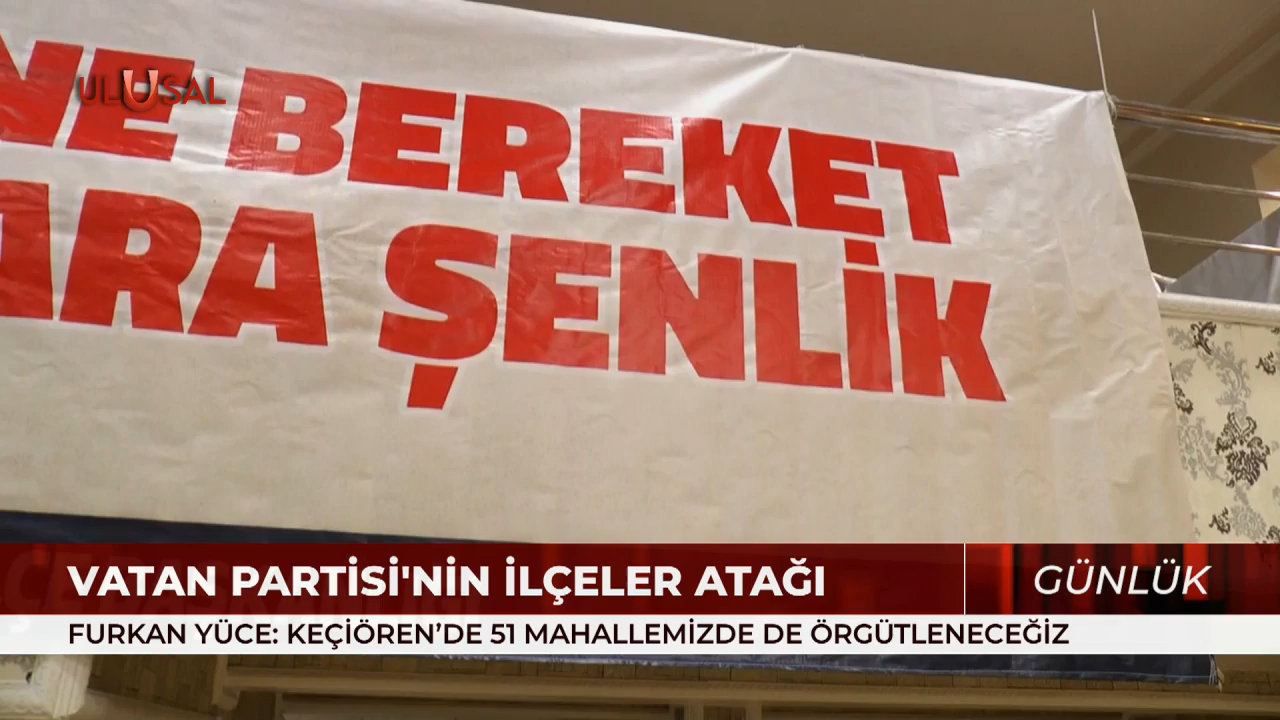 ULUSAL
NE BEREKET
ARA ŞENLİK
VATAN PARTİSİ'NİN İLÇELER ATAĞI
GÜNLÜK
FURKAN YÜCE: KEÇİÖREN’DE 51 MAHALLEMİZDE DE ÖRGÜTLENECEĞİZ